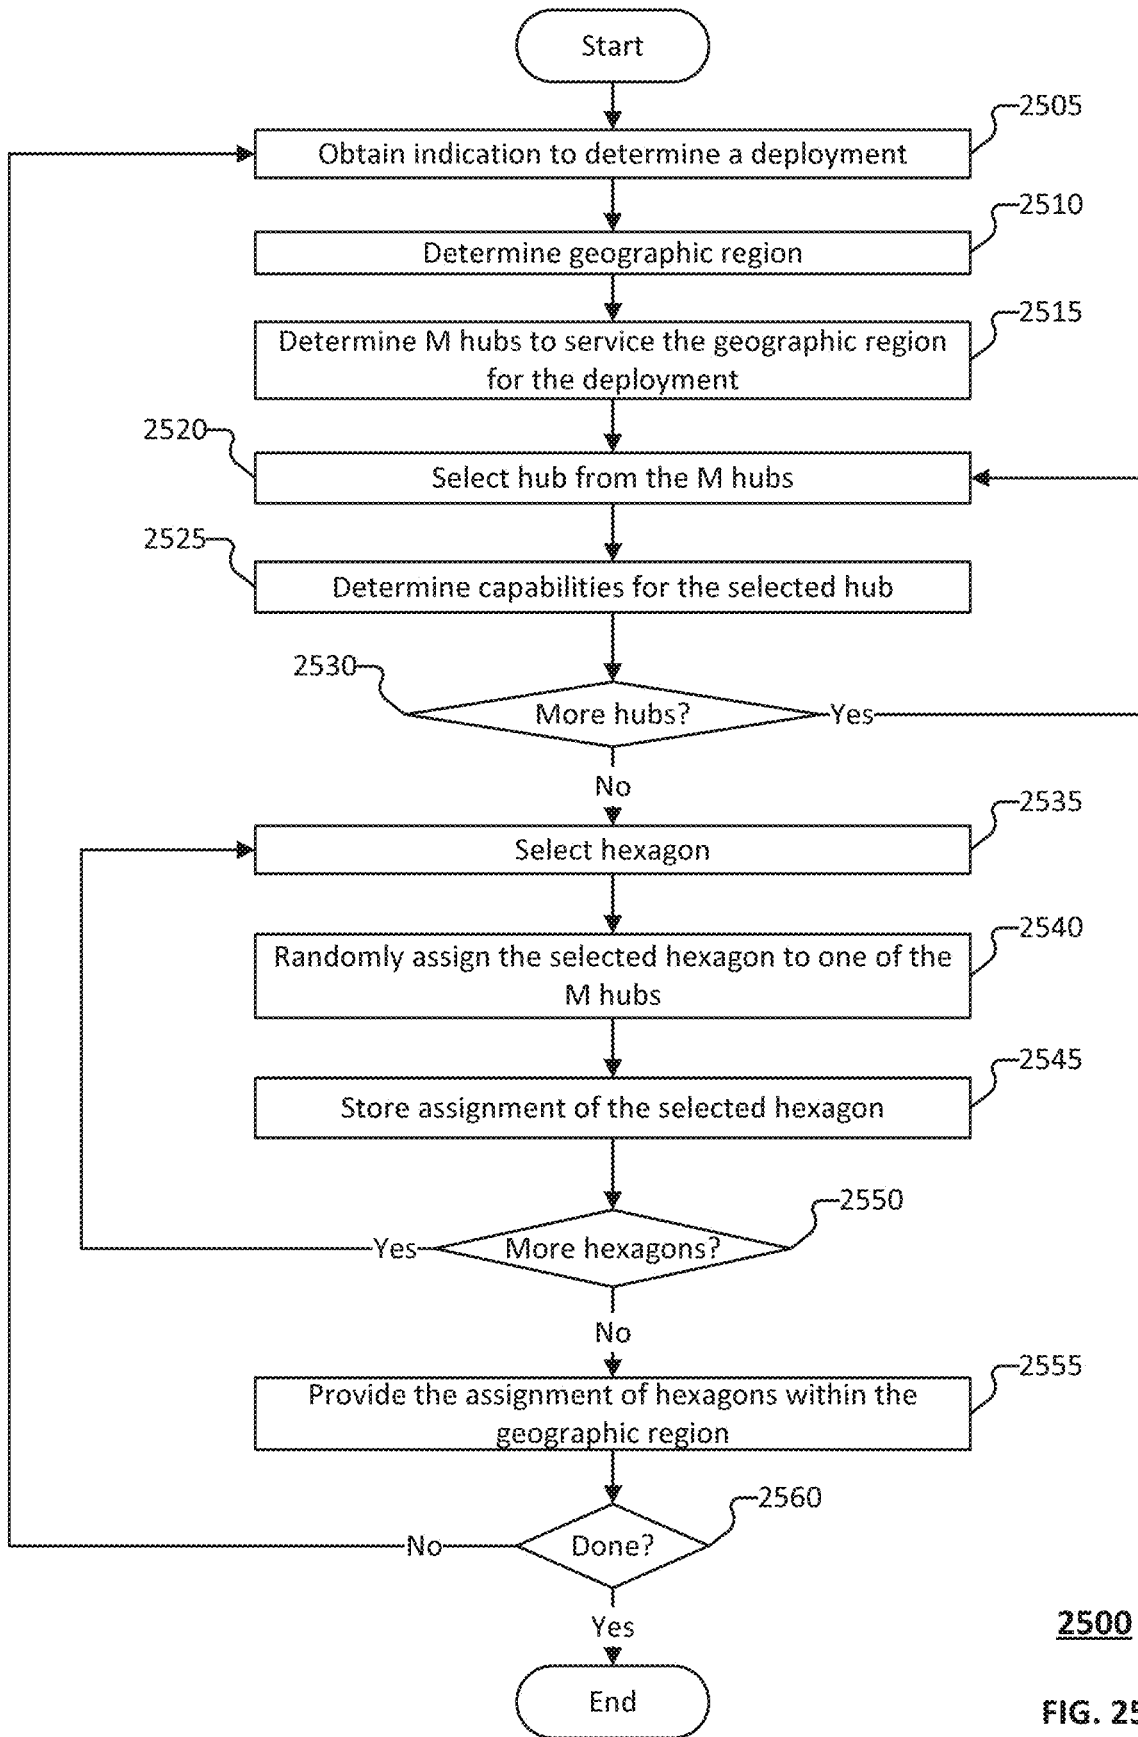 Start
2505
Obtain indication to determine a deployment
2510
Determine geographic region
2515
Determine M hubs to service the geographic region
for the deployment
2520
Select hub from the M hubs
2525
Determine capabilities for the selected hub
2530
More hubs?
Yes
No
2535
Select hexagon
2540
Randomly assign the selected hexagon to one of the
M hubs
2545
Store assignment of the selected hexagon
2550
More hexagons?
Yes
No
2555
Provide the assignment of hexagons within the
geographic region
2560
Done?
No
Yes
2500
End
FIG. 25